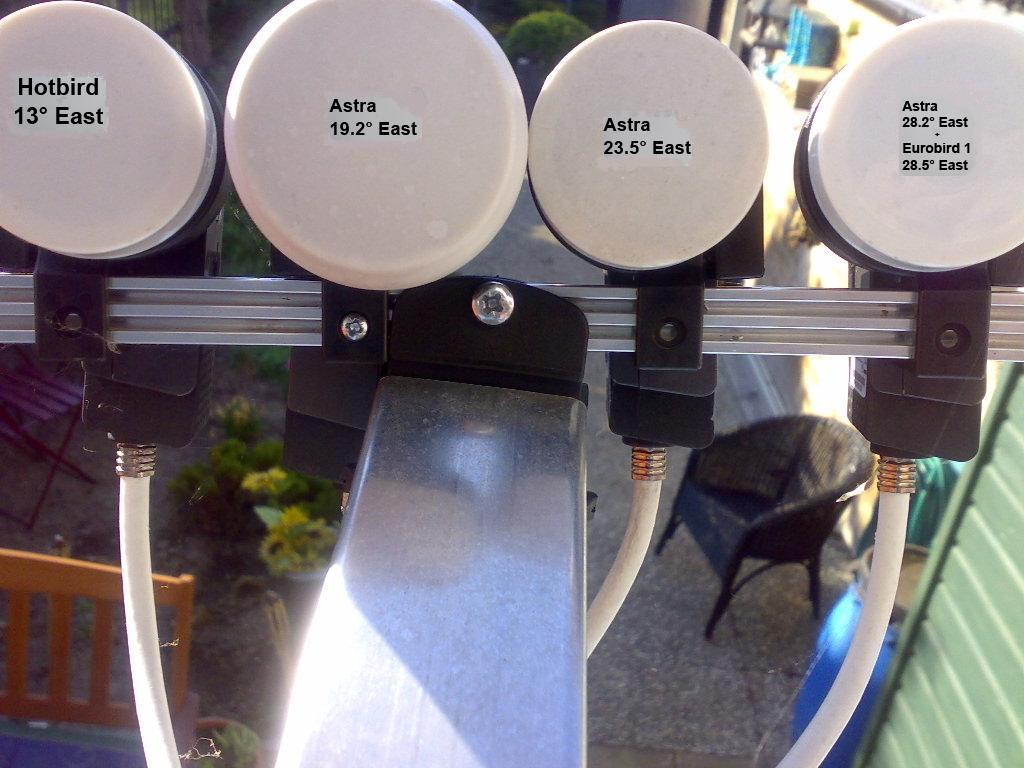 Hotbird
13° East
Astra
19.2° East
Astra
23.5° East
Astra
28.2° East
+
Eurobird 1
28.5° East